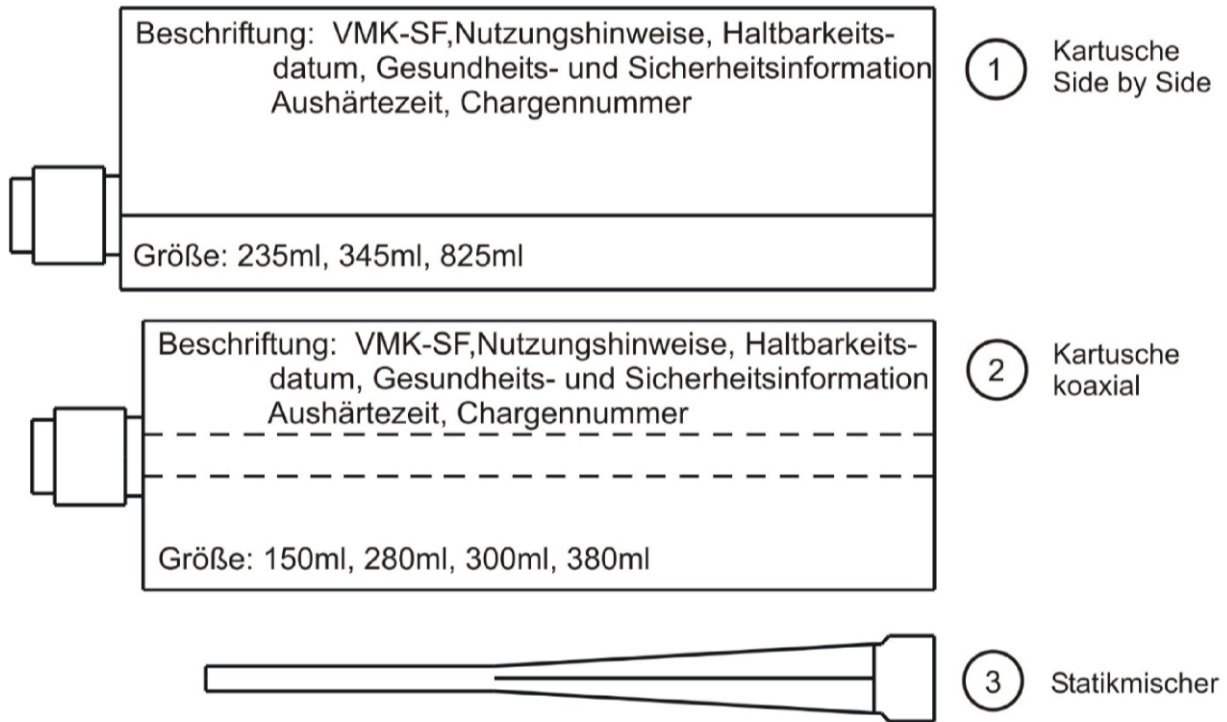 Beschriftung: VMK-SF,Nutzungshinweise, Haltbarkeits-
datum, Gesundheits- und Sicherheitsinformation
Aushärtezeit, Chargennummer
Größe: 235ml, 345ml, 825ml
1
Kartusche
Side by Side
Beschriftung: VMK-SF,Nutzungshinweise, Haltbarkeits-
datum, Gesundheits- und Sicherheitsinformation
Aushärtezeit, Chargennummer
Größe: 150ml, 280ml, 300ml, 380ml
2
Kartusche
koaxial
3
Statikmischer